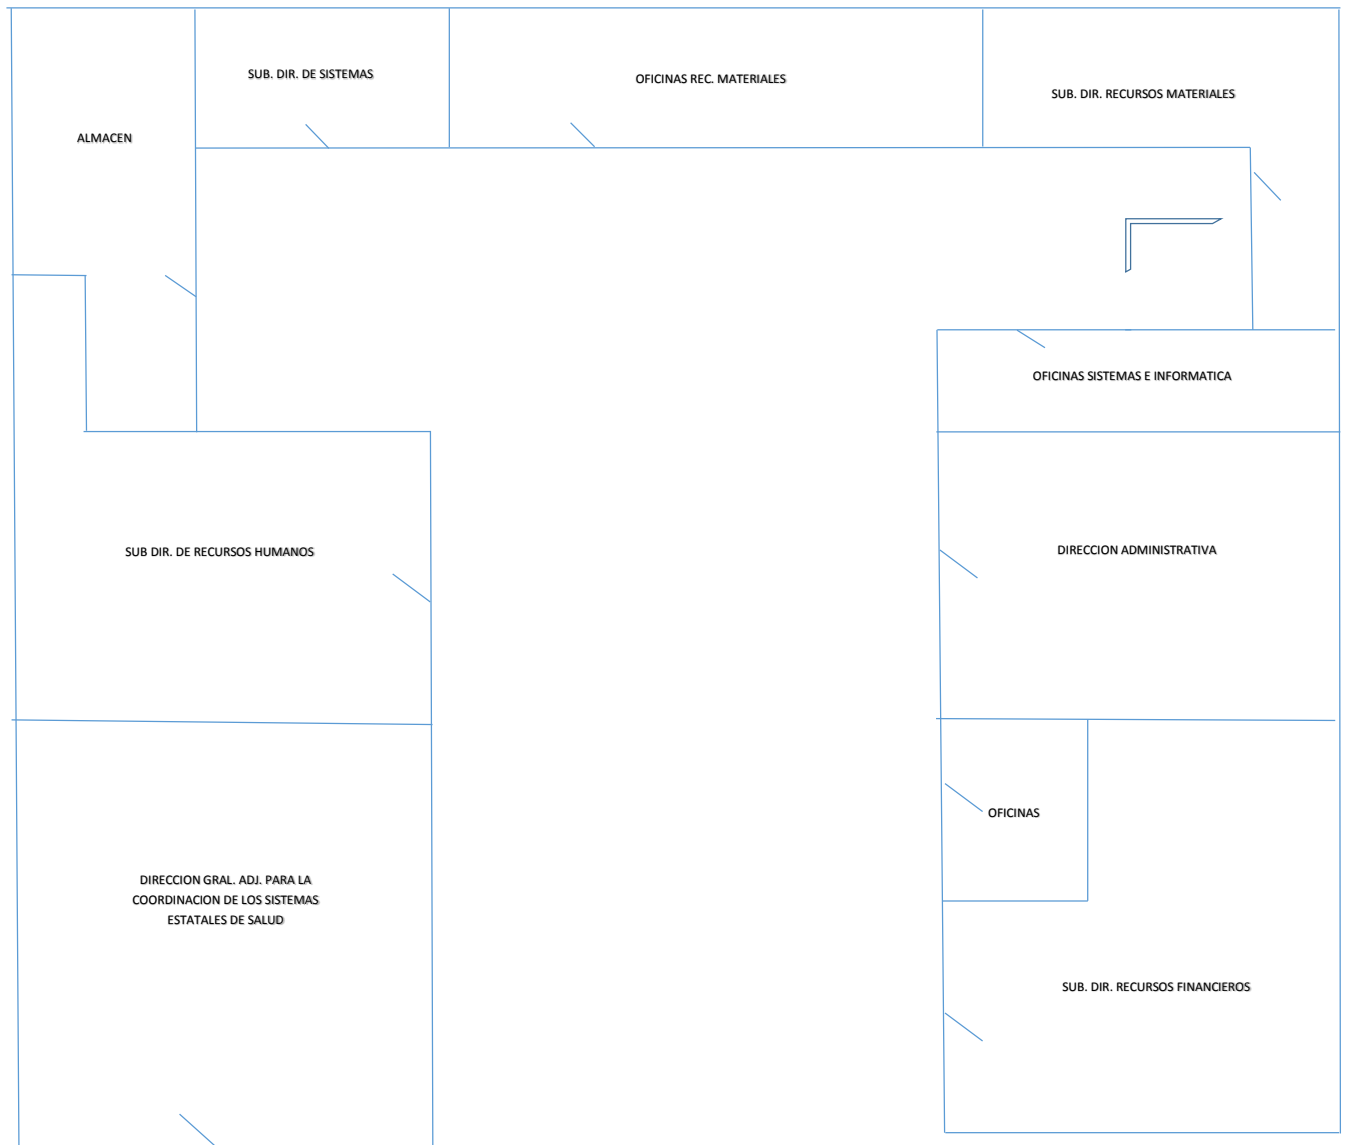 SUB. DIR. DE SISTEMAS
OFICINAS REC. MATERIALES
SUB. DIR. RECURSOS MATERIALES
ALMACEN
OFICINAS SISTEMAS E INFORMATICA
SUB DIR. DE RECURSOS HUMANOS
DIRECCION ADMINISTRATIVA
OFICINAS
DIRECCION GRAL. ADJ. PARA LA
COORDINACION DE LOS SISTEMAS
ESTATALES DE SALUD
SUB. DIR. RECURSOS FINANCIEROS